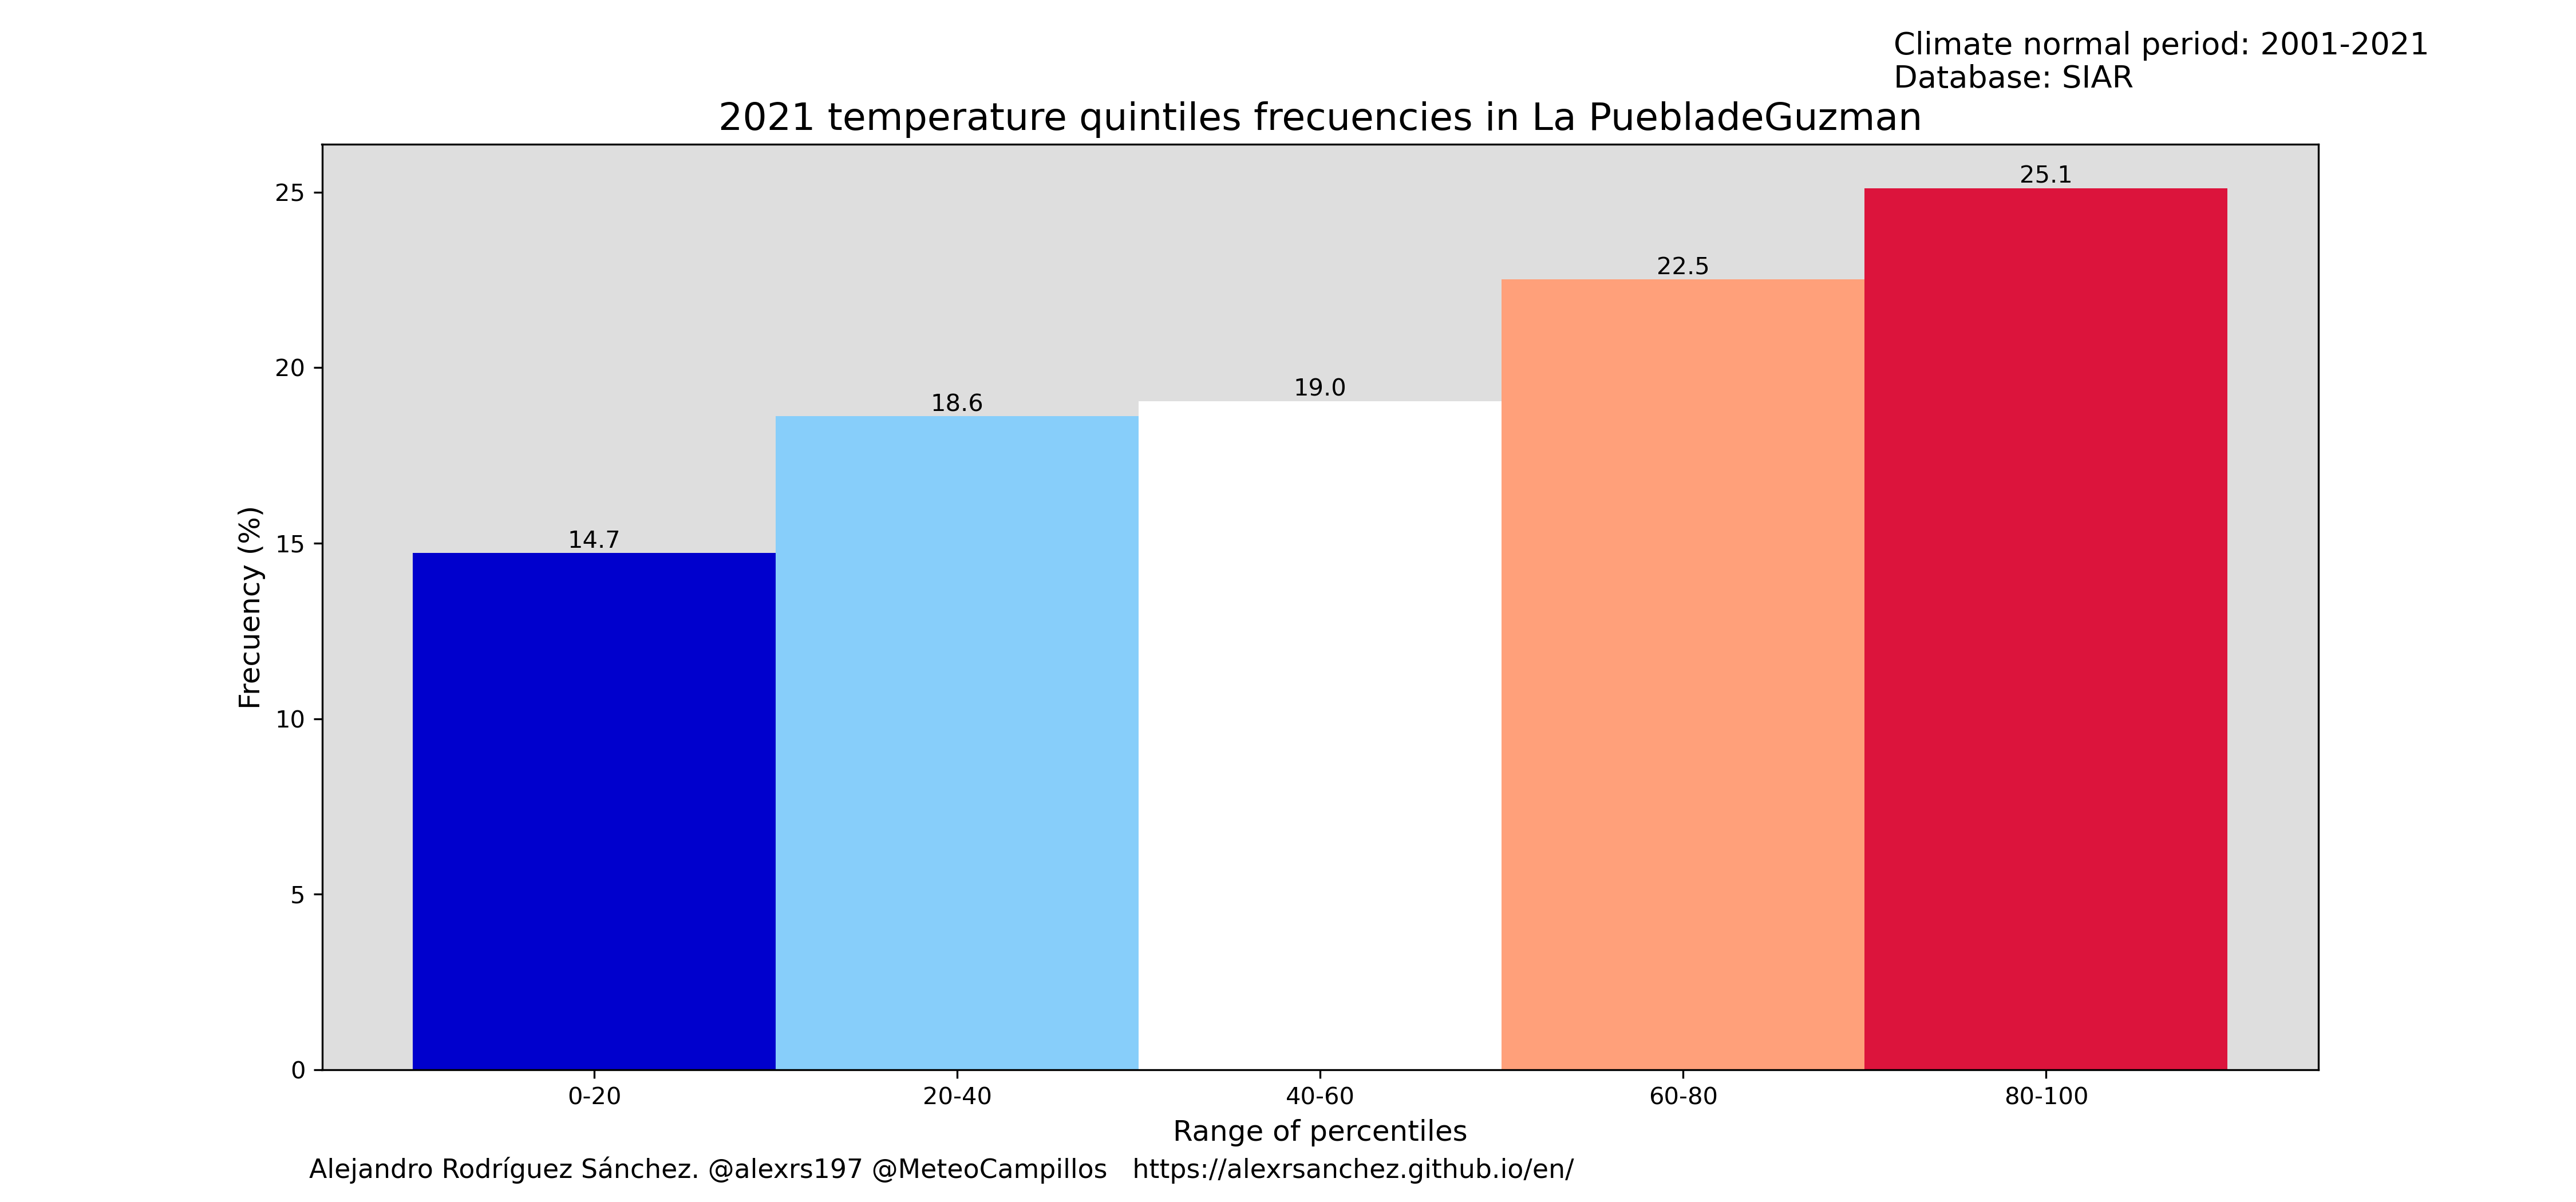 Climate normal period: 2001-2021
Database: SIAR
2021 temperature quintiles frecuencies in La PuebladeGuzman
25.1
25
22.5
20
19.0
18.6
Frecuency (%)
15
14.7
10
5
0
0-20
20-40
40-60
60-80
80-100
Range of percentiles
Alejandro Rodríguez Sánchez. @alexrs197 @MeteoCampillos https://alexrsanchez.github.io/en/